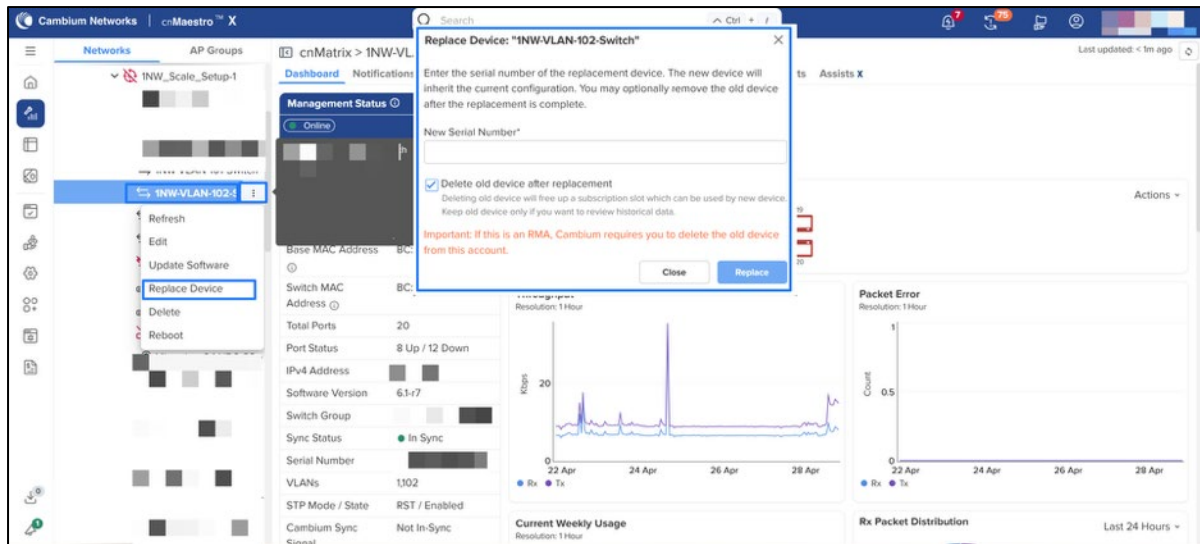 Cambium Networks | cnMaestro™ X
Search
Ctrl + /
7
75
Networks
AP Groups
cnMatrix > 1NW-VL
Last updated: < 1m ago
1NW_Scale_Setup-1
Dashboard
Notifications
ts
Assists X
Management Status
Online
1NW-VLAN-102-S
Refresh
Edit
Update Software
Replace Device
Delete
Reboot
Replace Device: "1NW-VLAN-102-Switch"
Enter the serial number of the replacement device. The new device will
inherit the current configuration. You may optionally remove the old device
after the replacement is complete.
New Serial Number*
Delete old device after replacement
Deleting old device will free up a subscription slot which can be used by new device.
Keep old device only if you want to review historical data.
Important: If this is an RMA, Cambium requires you to delete the old device
from this account.
Close
Replace
Actions
19
20
Base MAC Address BC:
Switch MAC BC:
Address
Total Ports 20
Port Status 8 Up / 12 Down
IPv4 Address
Software Version 6.1-r7
Switch Group
Sync Status In Sync
Serial Number
VLANs 1,102
STP Mode / State RST / Enabled
Cambium Sync Not In-Sync
Signal
Throughput
Resolution: 1 Hour
Kbps
20
0
22 Apr 24 Apr 26 Apr 28 Apr
Rx Tx
Packet Error
Resolution: 1 Hour
Count
1
0.5
0
22 Apr 24 Apr 26 Apr 28 Apr
Rx Tx
Current Weekly Usage
Resolution: 1 Hour
Rx Packet Distribution
Last 24 Hours
0
1